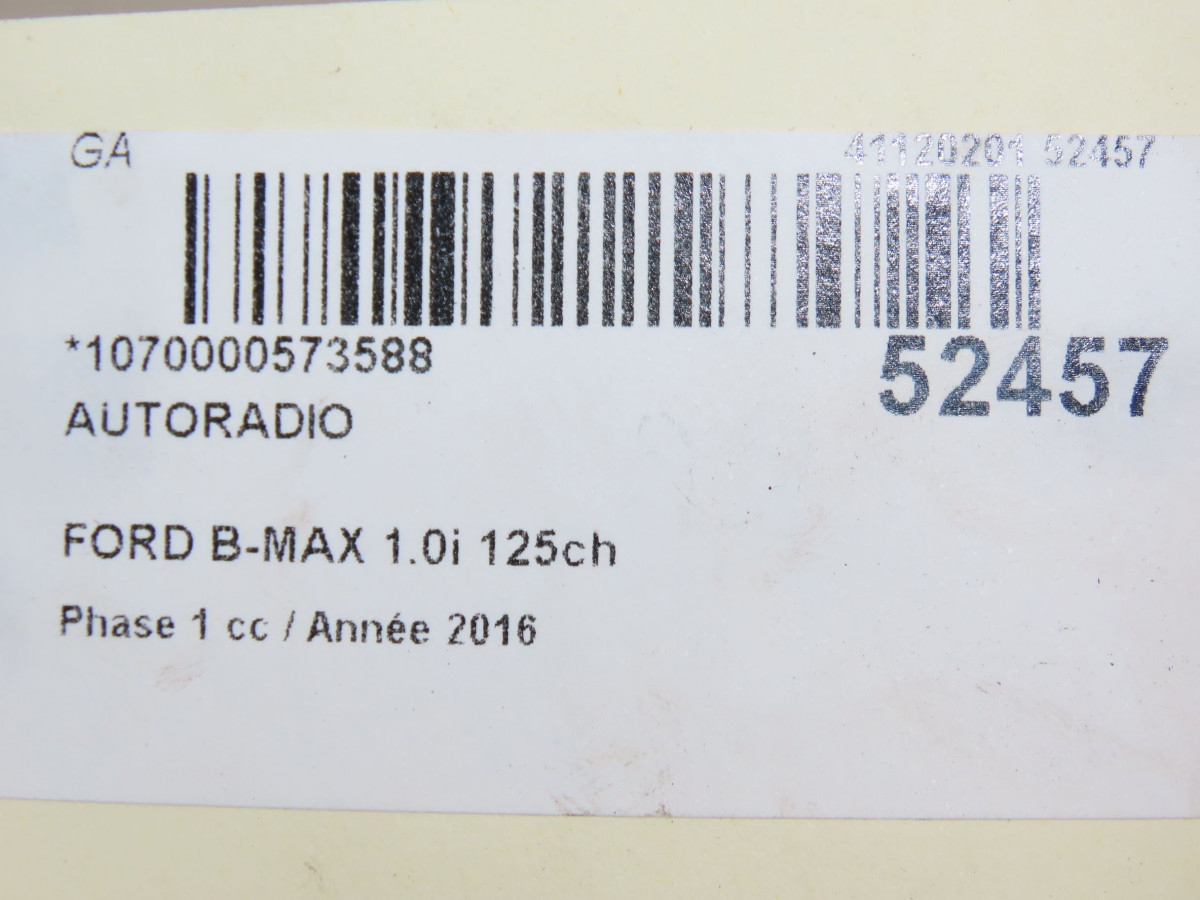 GA 41120201 52457
*1070000573588 52457
AUTORADIO
FORD B-MAX 1.0i 125ch
Phase 1 cc / Année 2016